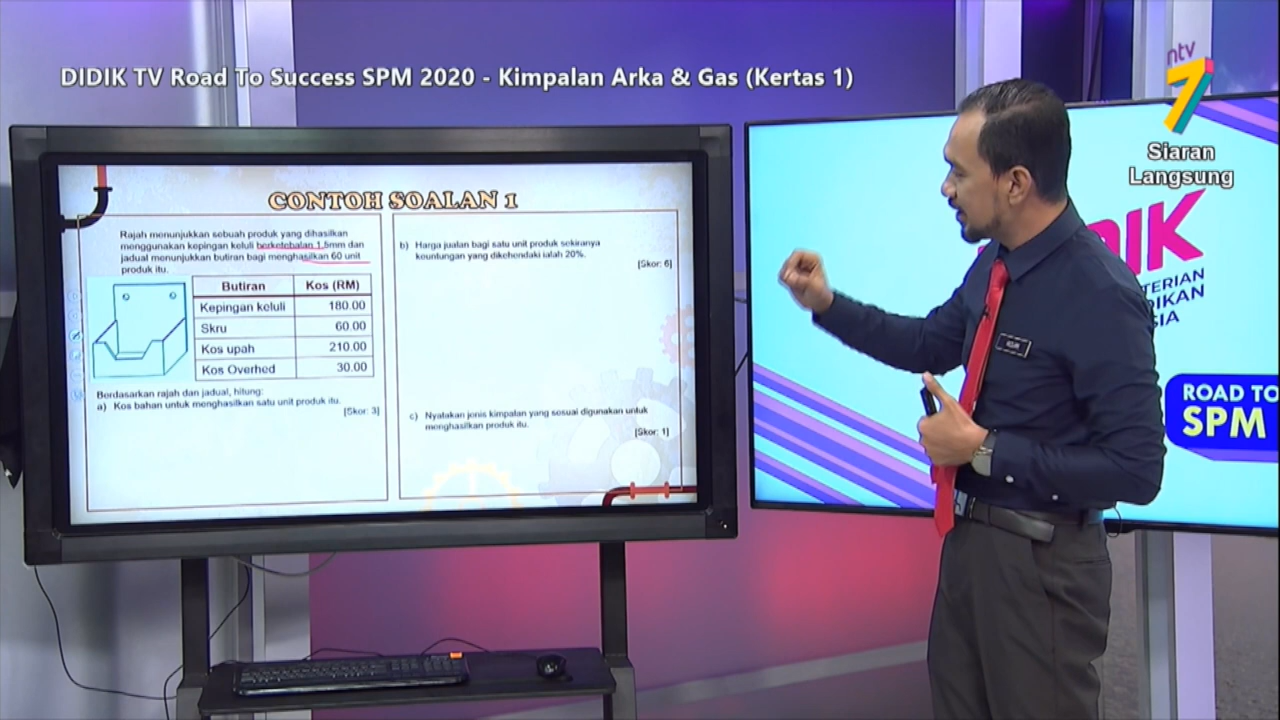 DIDIK TV Road To Success SPM 2020 - Kimpalan Arka & Gas (Kertas 1)
ntv
7
Siaran
Langsung
CONTOH SOALAN 1
Rajah menunjukkan sebuah produk yang dihasilkan
menggunakan kepingan keluli berketebalan 1.5mm dan
jadual menunjukkan butiran bagi menghasilkan 60 unit
produk itu.
Butiran Kos (RM)
Kepingan keluli 180.00
Skru 60.00
Kos upah 210.00
Kos Overhed 30.00
Berdasarkan rajah dan jadual, hitung:
a) Kos bahan untuk menghasilkan satu unit produk itu.
[Skor: 3]
b) Harga jualan bagi satu unit produk sekiranya
keuntungan yang dikehendaki ialah 20%.
[Skor: 6]
c) Nyatakan jenis kimpalan yang sesuai digunakan untuk
menghasilkan produk itu.
[Skor: 1]
DIK
TERIAN
DIKAN
SIA
ROAD TO
SPM